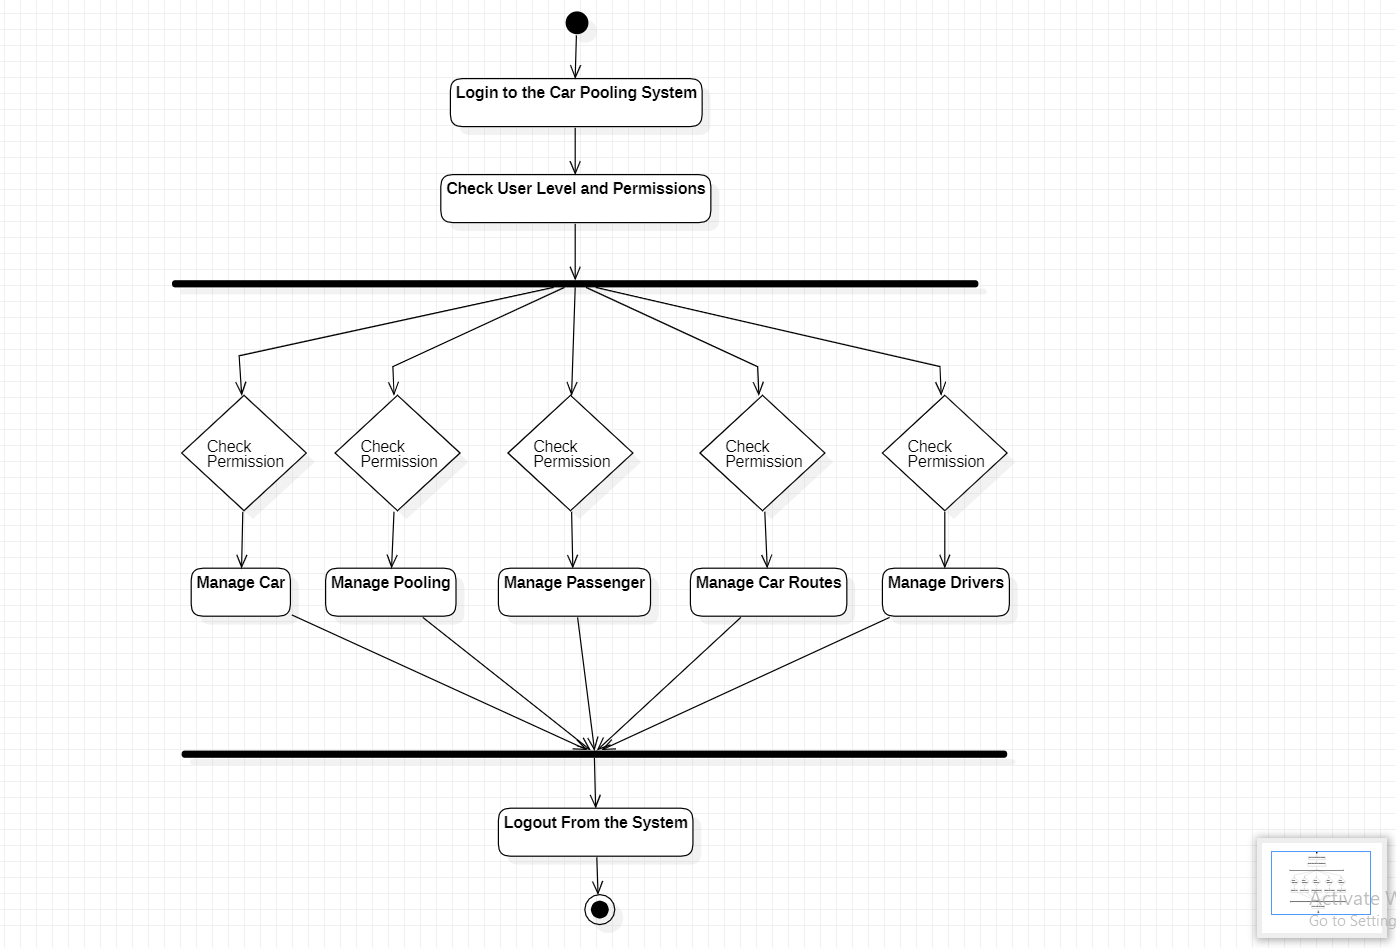 Login to the Car Pooling System
Check User Level and Permissions
Check
Permission
Check
Permission
Check
Permission
Check
Permission
Check
Permission
Manage Car
Manage Pooling
Manage Passenger
Manage Car Routes
Manage Drivers
Logout From the System
Activate W
Go to Setting